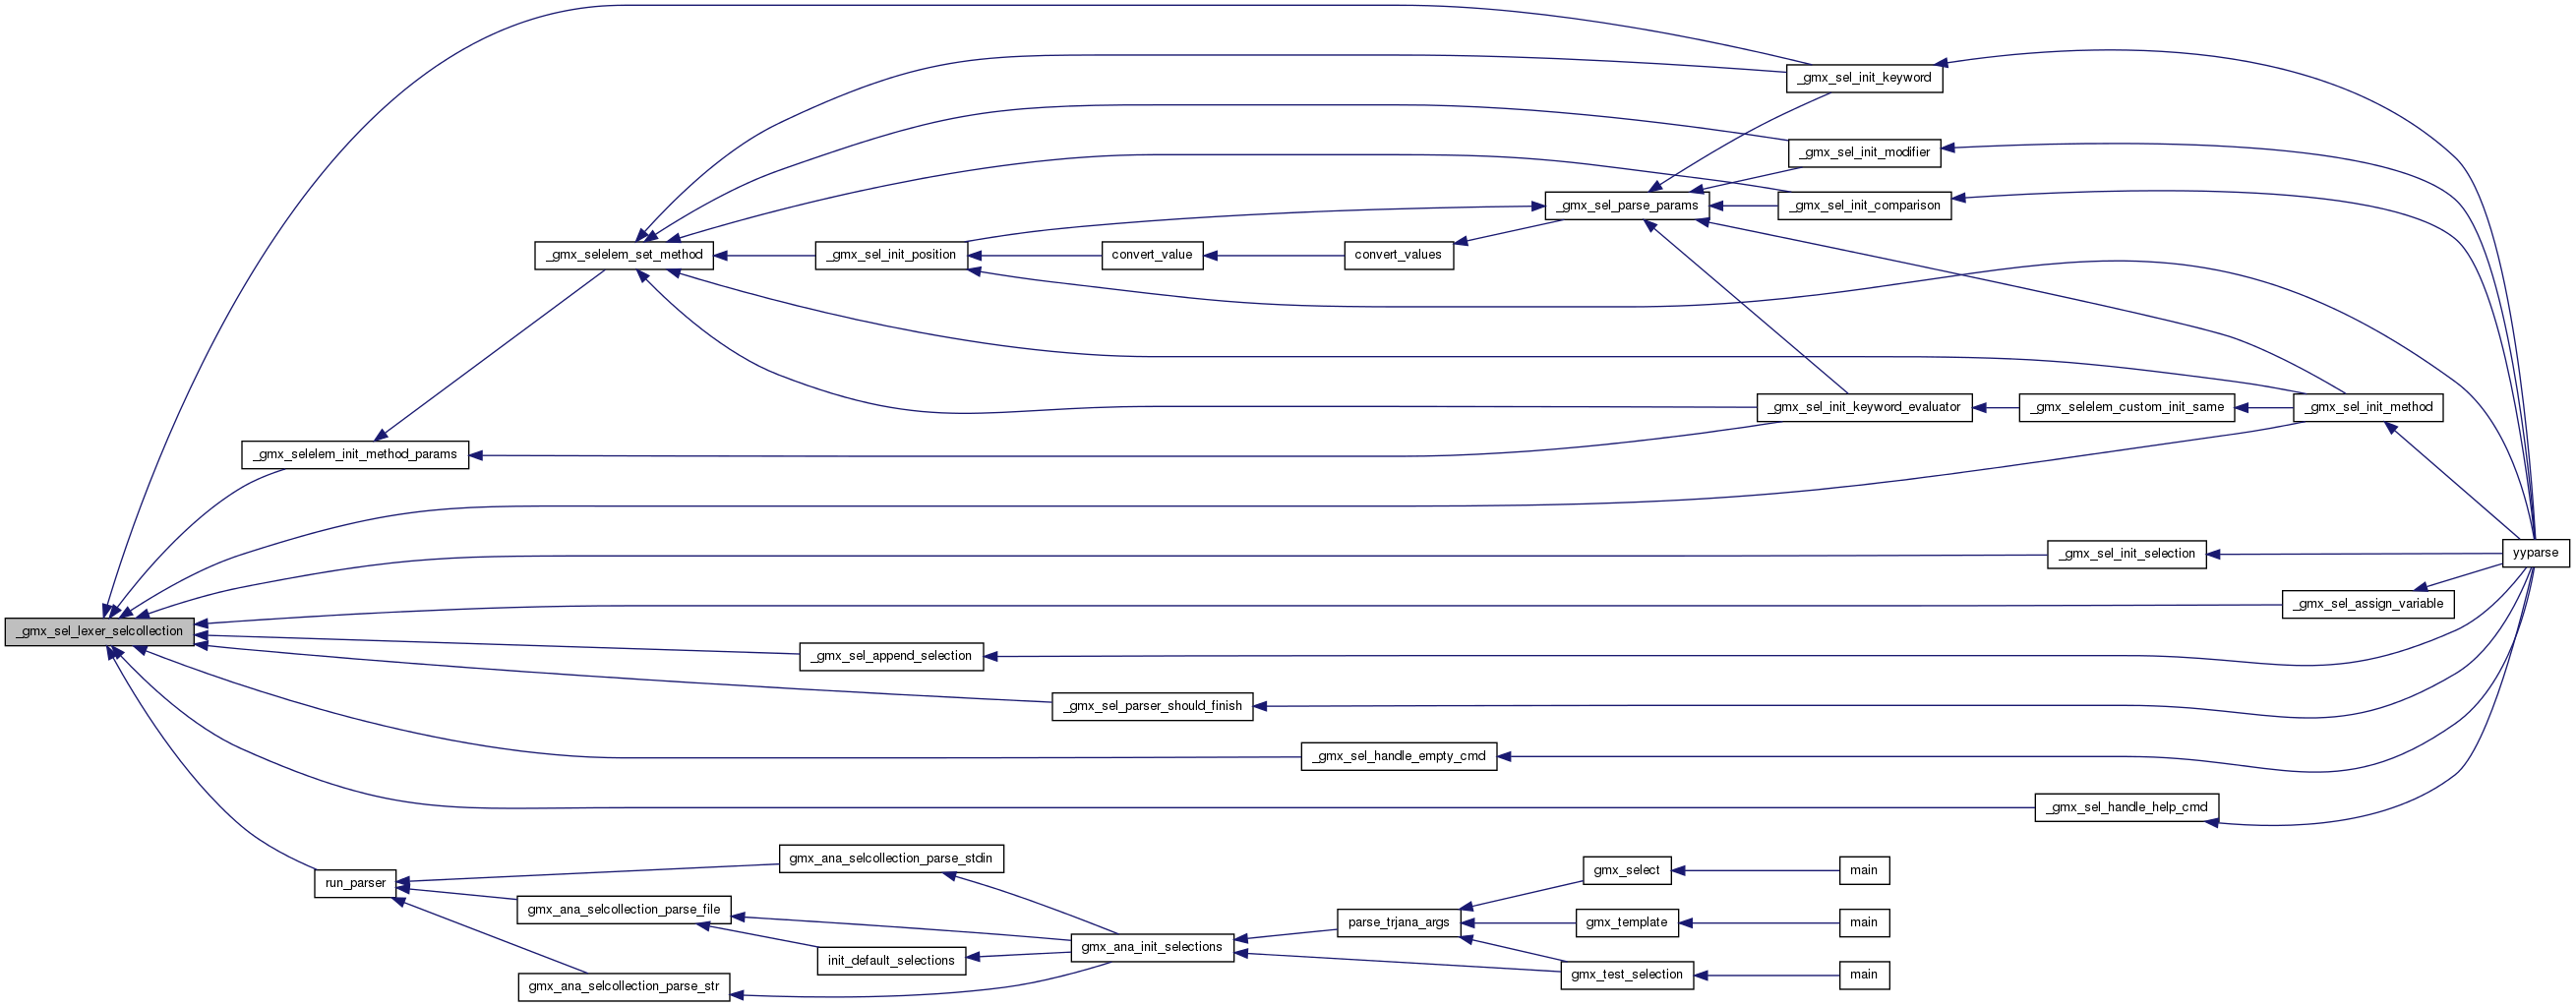 _gmx_sel_init_keyword
_gmx_sel_init_modifier
_gmx_sel_parse_params
_gmx_sel_init_comparison
_gmx_selelem_set_method
_gmx_sel_init_position
convert_value
convert_values
_gmx_sel_init_keyword_evaluator
_gmx_selelem_custom_init_same
_gmx_sel_init_method
_gmx_selelem_init_method_params
_gmx_sel_init_selection
yyparse
_gmx_sel_assign_variable
_gmx_sel_lexer_selcollection
_gmx_sel_append_selection
_gmx_sel_parser_should_finish
_gmx_sel_handle_empty_cmd
_gmx_sel_handle_help_cmd
gmx_ana_selcollection_parse_stdin
gmx_select
main
run_parser
gmx_ana_selcollection_parse_file
parse_trjana_args
gmx_template
main
gmx_ana_init_selections
init_default_selections
gmx_test_selection
main
gmx_ana_selcollection_parse_str